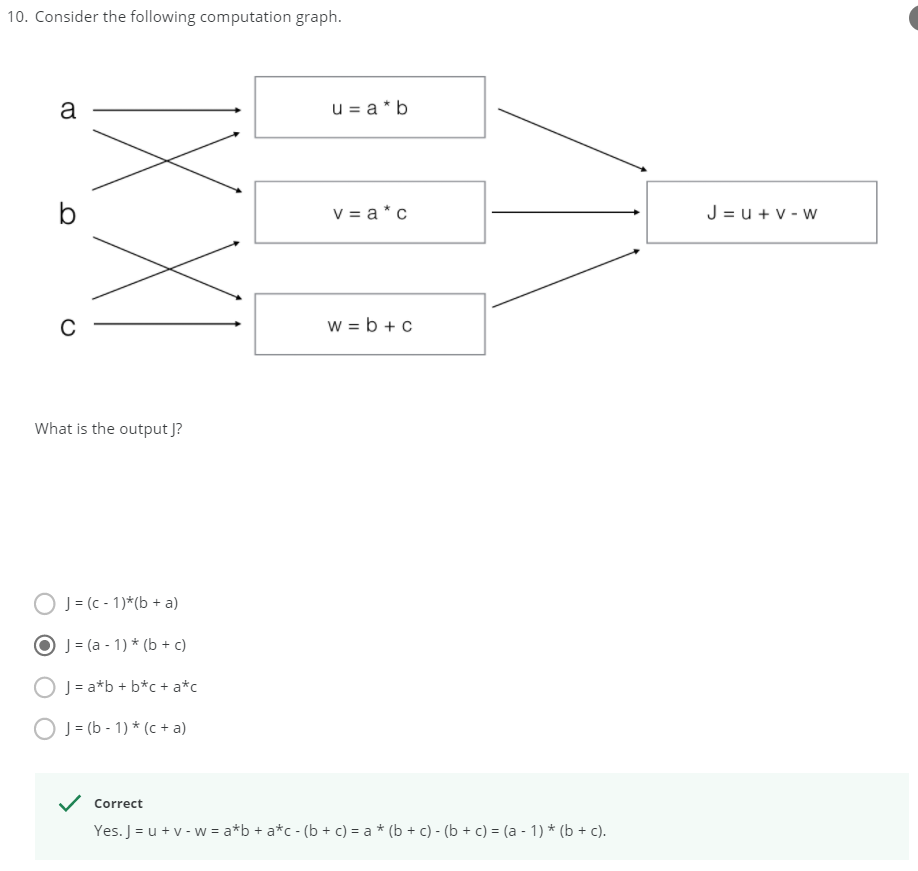 10. Consider the following computation graph.
a
u = a * b
b
v = a * c
J = u + v - w
c
w = b + c
What is the output J?
J = (c - 1)*(b + a)
J = (a - 1) * (b + c)
J = a*b + b*c + a*c
J = (b - 1) * (c + a)
Correct
Yes. J = u + v - w = a*b + a*c - (b + c) = a * (b + c) - (b + c) = (a - 1) * (b + c).